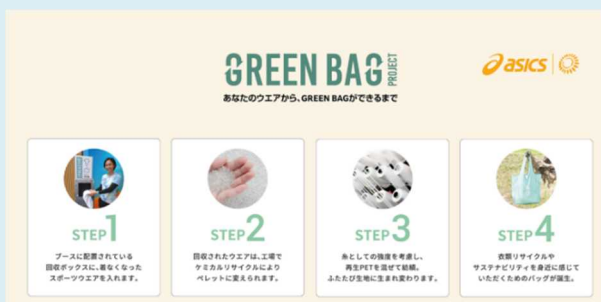 GREEN BAG PROJECT
asics
あなたのウエアから、GREEN BAGができるまで
STEP1
ブースに配置されている
回収ボックスに、着なくなった
スポーツウエアを入れます。
STEP2
回収されたウエアは、工場で
ケミカルリサイクルにより
ペレットに変えられます。
STEP3
糸としての強度を考慮し、
再生PETを混ぜて紡績。
ふたたび生地に生まれ変わります。
STEP4
衣類リサイクルや
サステナビリティを身近に感じて
いただくためのバッグが誕生。